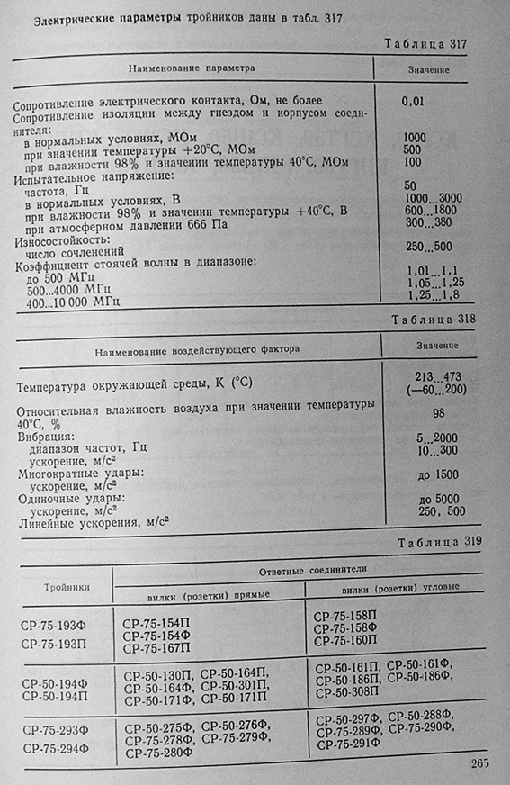 Электрические параметры тройников даны в табл. 317
Таблица 317
Наименование параметра Значение
Сопротивление электрического контакта, Ом, не более 0,01
Сопротивление изоляции между гнездом и корпусом соеди-
нителя:
в нормальных условиях, МОм 1000
при значении температуры +20°С, МОм 500
при влажности 98% и значении температуры 40°С, МОм 100
Испытательное напряжение:
частота, Гц 50
в нормальных условиях, В 1000...3000
при влажности 98% и значении температуры +40°С, В 600...1800
при атмосферном давлении 666 Па 300...380
Износостойкость:
число сочленений 250...500
Коэффициент стоячей волны в диапазоне:
до 500 МГц 1,01...1,1
500...4000 МГц 1,05...1,25
400...10 000 МГц 1,25...1,8
Таблица 318
Наименование воздействующего фактора Значение
Температура окружающей среды, К (°С) 213...473
(—60...200)
Относительная влажность воздуха при значении температуры
40°С, % 98
Вибрация:
диапазон частот, Гц 5...2000
ускорение, м/с² 10...300
Многократные удары:
ускорение, м/с² до 1500
Одиночные удары:
ускорение, м/с² до 5000
Линейные ускорения, м/с² 250, 500
Таблица 319
Тройники Ответные соединители
вилки (розетки) прямые вилки (розетки) угловые
СР-75-193Ф СР-75-154П СР-75-158П
СР-75-154Ф СР-75-158Ф
СР-75-193П СР-75-167П СР-75-160П
СР-50-194Ф СР-50-130П, СР-50-164П, СР-50-161П, СР-50-161Ф,
СР-50-194П СР-50-164Ф, СР-50-301П, СР-50-186П, СР-50-186Ф,
СР-50-171Ф, СР-50-171П СР-50-308П
СР-75-293Ф СР-50-275Ф, СР-50-276Ф, СР-50-297Ф, СР-50-288Ф,
СР-75-278Ф, СР-75-279Ф, СР-75-289Ф, СР-75-290Ф,
СР-75-294Ф СР-75-280Ф СР-75-291Ф
265